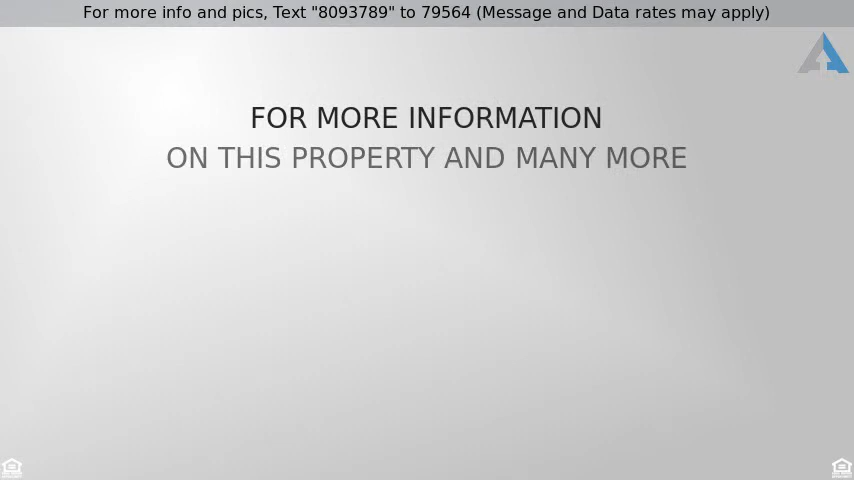 For more info and pics, Text "8093789" to 79564 (Message and Data rates may apply)
FOR MORE INFORMATION
ON THIS PROPERTY AND MANY MORE